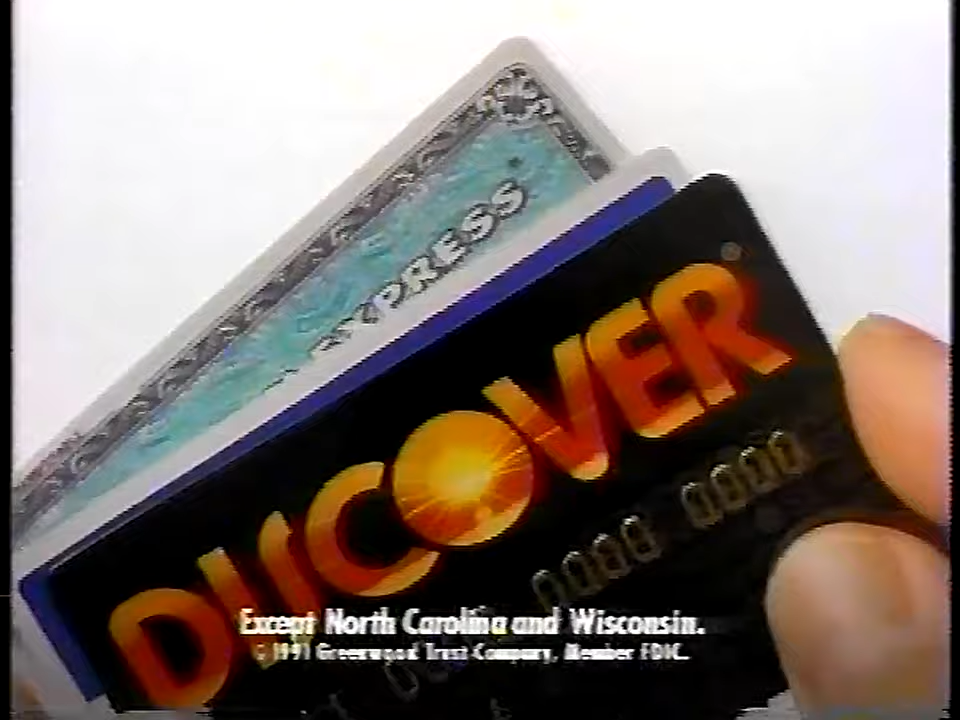 EXPRESS
DISCOVER®
0000 0000
Except North Carolina and Wisconsin.
© 1991 Greenwood Trust Company, Member FDIC.